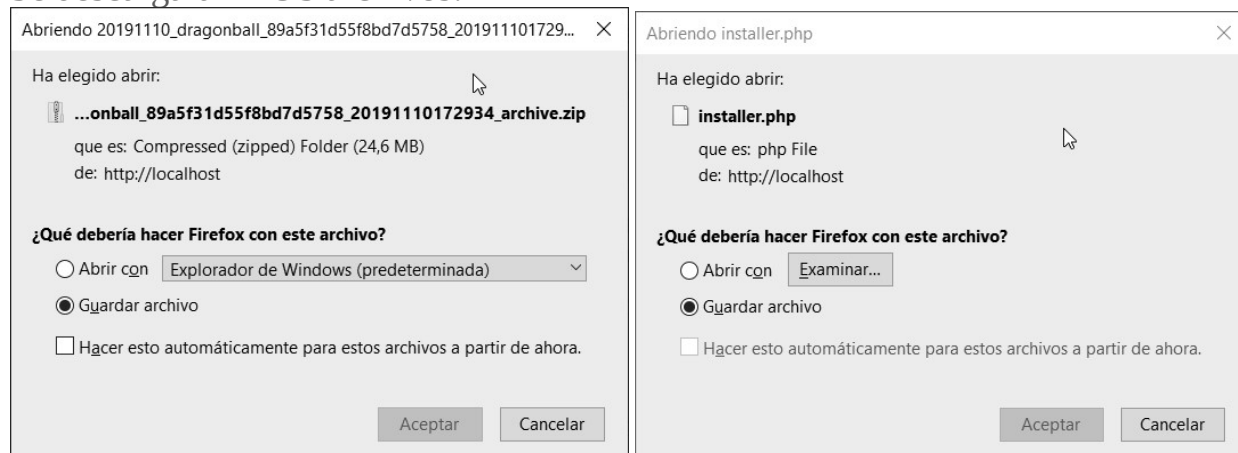 Abriendo 20191110_dragonball_89a5f31d55f8bd7d5758_201911101729...
Ha elegido abrir:
...onball_89a5f31d55f8bd7d5758_20191110172934_archive.zip
que es: Compressed (zipped) Folder (24,6 MB)
de: http://localhost
¿Qué debería hacer Firefox con este archivo?
Abrir con Explorador de Windows (predeterminada)
Guardar archivo
Hacer esto automáticamente para estos archivos a partir de ahora.
Aceptar Cancelar
Abriendo installer.php
Ha elegido abrir:
installer.php
que es: php File
de: http://localhost
¿Qué debería hacer Firefox con este archivo?
Abrir con Examinar...
Guardar archivo
Hacer esto automáticamente para estos archivos a partir de ahora.
Aceptar Cancelar